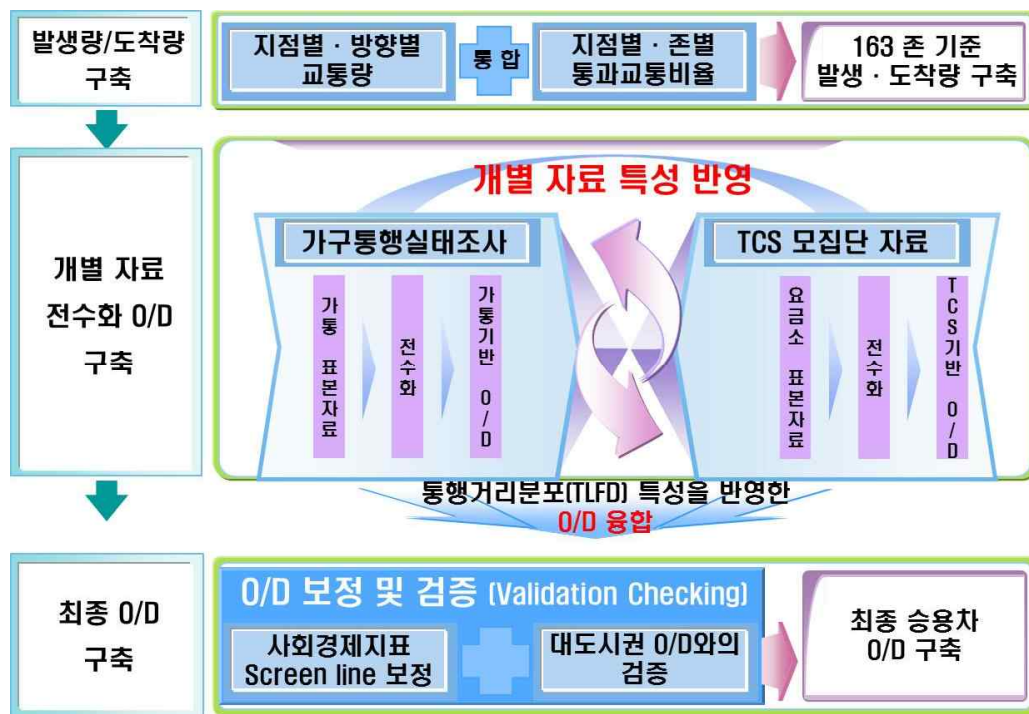 발생량/도착량
구축
지점별 · 방향별
교통량
통 합
지점별 · 존별
통과교통비율
163 존 기준
발생 · 도착량 구축
개별 자료
전수화 O/D
구축
개별 자료 특성 반영
가구통행실태조사
가통 표본자료
전수화
가통기반 O/D
TCS 모집단 자료
요금소 표본자료
전수화
TCS기반 O/D
통행거리분포(TLFD) 특성을 반영한
O/D 융합
최종 O/D
구축
O/D 보정 및 검증 (Validation Checking)
사회경제지표
Screen line 보정
대도시권 O/D와의
검증
최종 승용차
O/D 구축